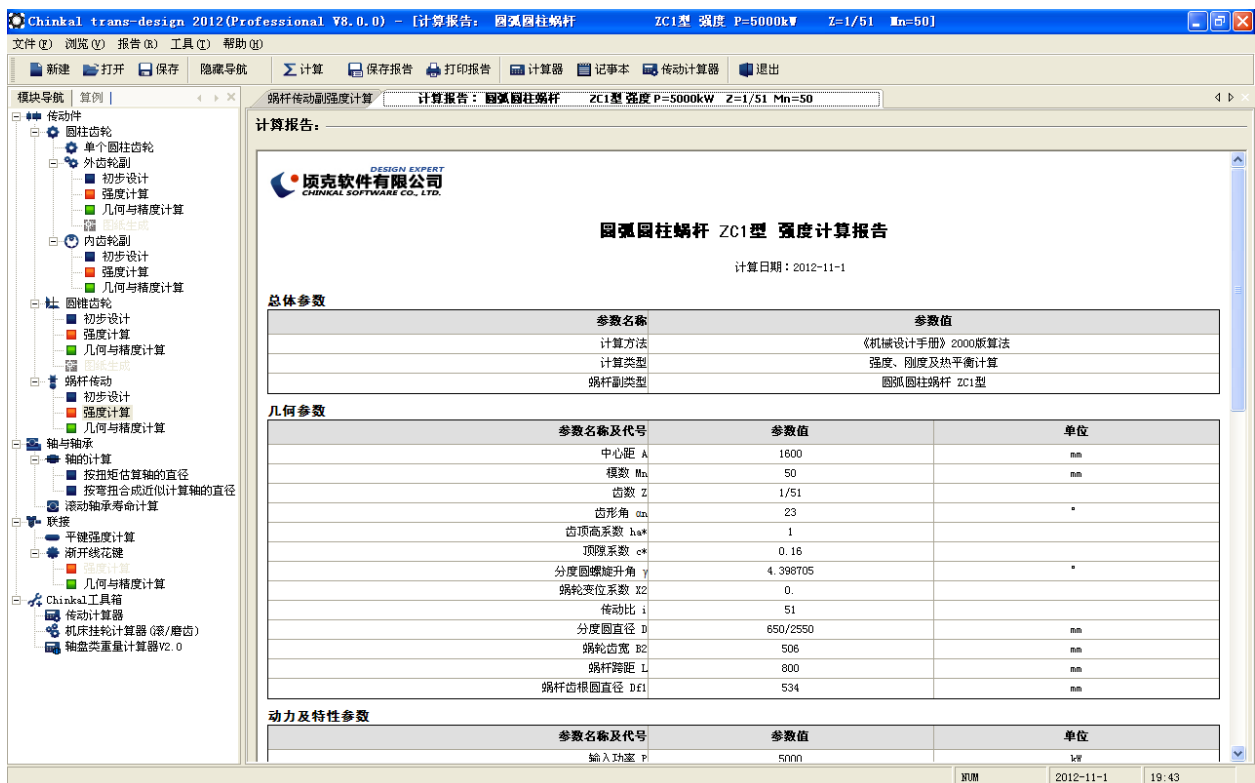 Chinkal trans-design 2012(Professional V8.0.0) - [计算报告: 圆弧圆柱蜗杆 ZC1型 强度 P=5000kW Z=1/51 Mn=50]
文件(F) 浏览(V) 报告(R) 工具(T) 帮助(H)
新建 打开 保存 隐藏导航 计算 保存报告 打印报告 计算器 记事本 传动计算器 退出
模块导航 算例
蜗杆传动副强度计算 计算报告: 圆弧圆柱蜗杆 ZC1型 强度 P=5000kW Z=1/51 Mn=50
传动件
圆柱齿轮
单个圆柱齿轮
外齿轮副
初步设计
强度计算
几何与精度计算
图纸生成
内齿轮副
初步设计
强度计算
几何与精度计算
圆锥齿轮
初步设计
强度计算
几何与精度计算
图纸生成
蜗杆传动
初步设计
强度计算
几何与精度计算
轴与轴承
轴的计算
按扭矩估算轴的直径
按弯扭合成近似计算轴的直径
滚动轴承寿命计算
联接
平键强度计算
渐开线花键
强度计算
几何与精度计算
Chinkal工具箱
传动计算器
机床挂轮计算器(滚/磨齿)
轴盘类重量计算器V2.0
计算报告:
DESIGN EXPERT
顷克软件有限公司
CHINKAL SOFTWARE CO., LTD.
圆弧圆柱蜗杆 ZC1型 强度计算报告
计算日期：2012-11-1
总体参数
参数名称 参数值
计算方法 《机械设计手册》2000版算法
计算类型 强度、刚度及热平衡计算
蜗杆副类型 圆弧圆柱蜗杆 ZC1型
几何参数
参数名称及代号 参数值 单位
中心距 A 1600 mm
模数 Mn 50 mm
齿数 Z 1/51
齿形角 αn 23 °
齿顶高系数 ha* 1
顶隙系数 c* 0.16
分度圆螺旋升角 γ 4.398705 °
蜗轮变位系数 X2 0.
传动比 i 51
分度圆直径 D 650/2550 mm
蜗轮齿宽 B2 506 mm
蜗杆跨距 L 800 mm
蜗杆齿根圆直径 Df1 534 mm
动力及特性参数
参数名称及代号 参数值 单位
输入功率 P 5000 kW
NUM 2012-11-1 19:43